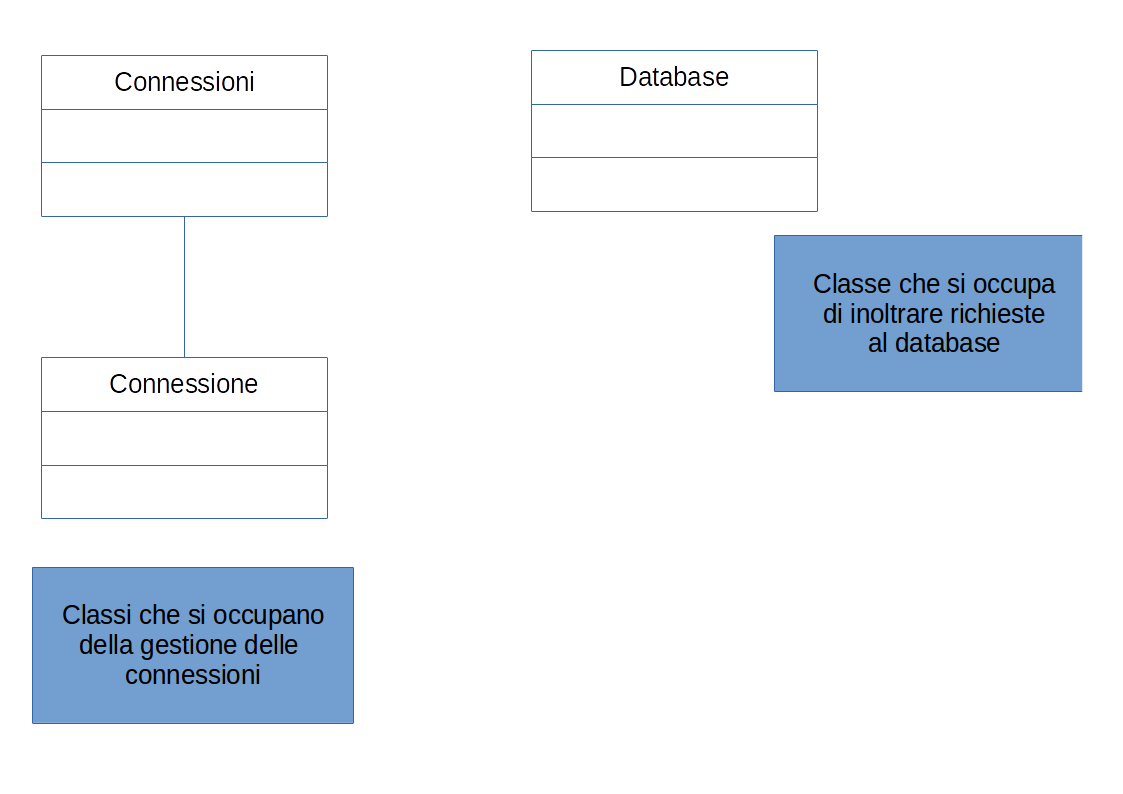 Connessioni
Database
Classe che si occupa
di inoltrare richieste
al database
Connessione
Classi che si occupano
della gestione delle
connessioni